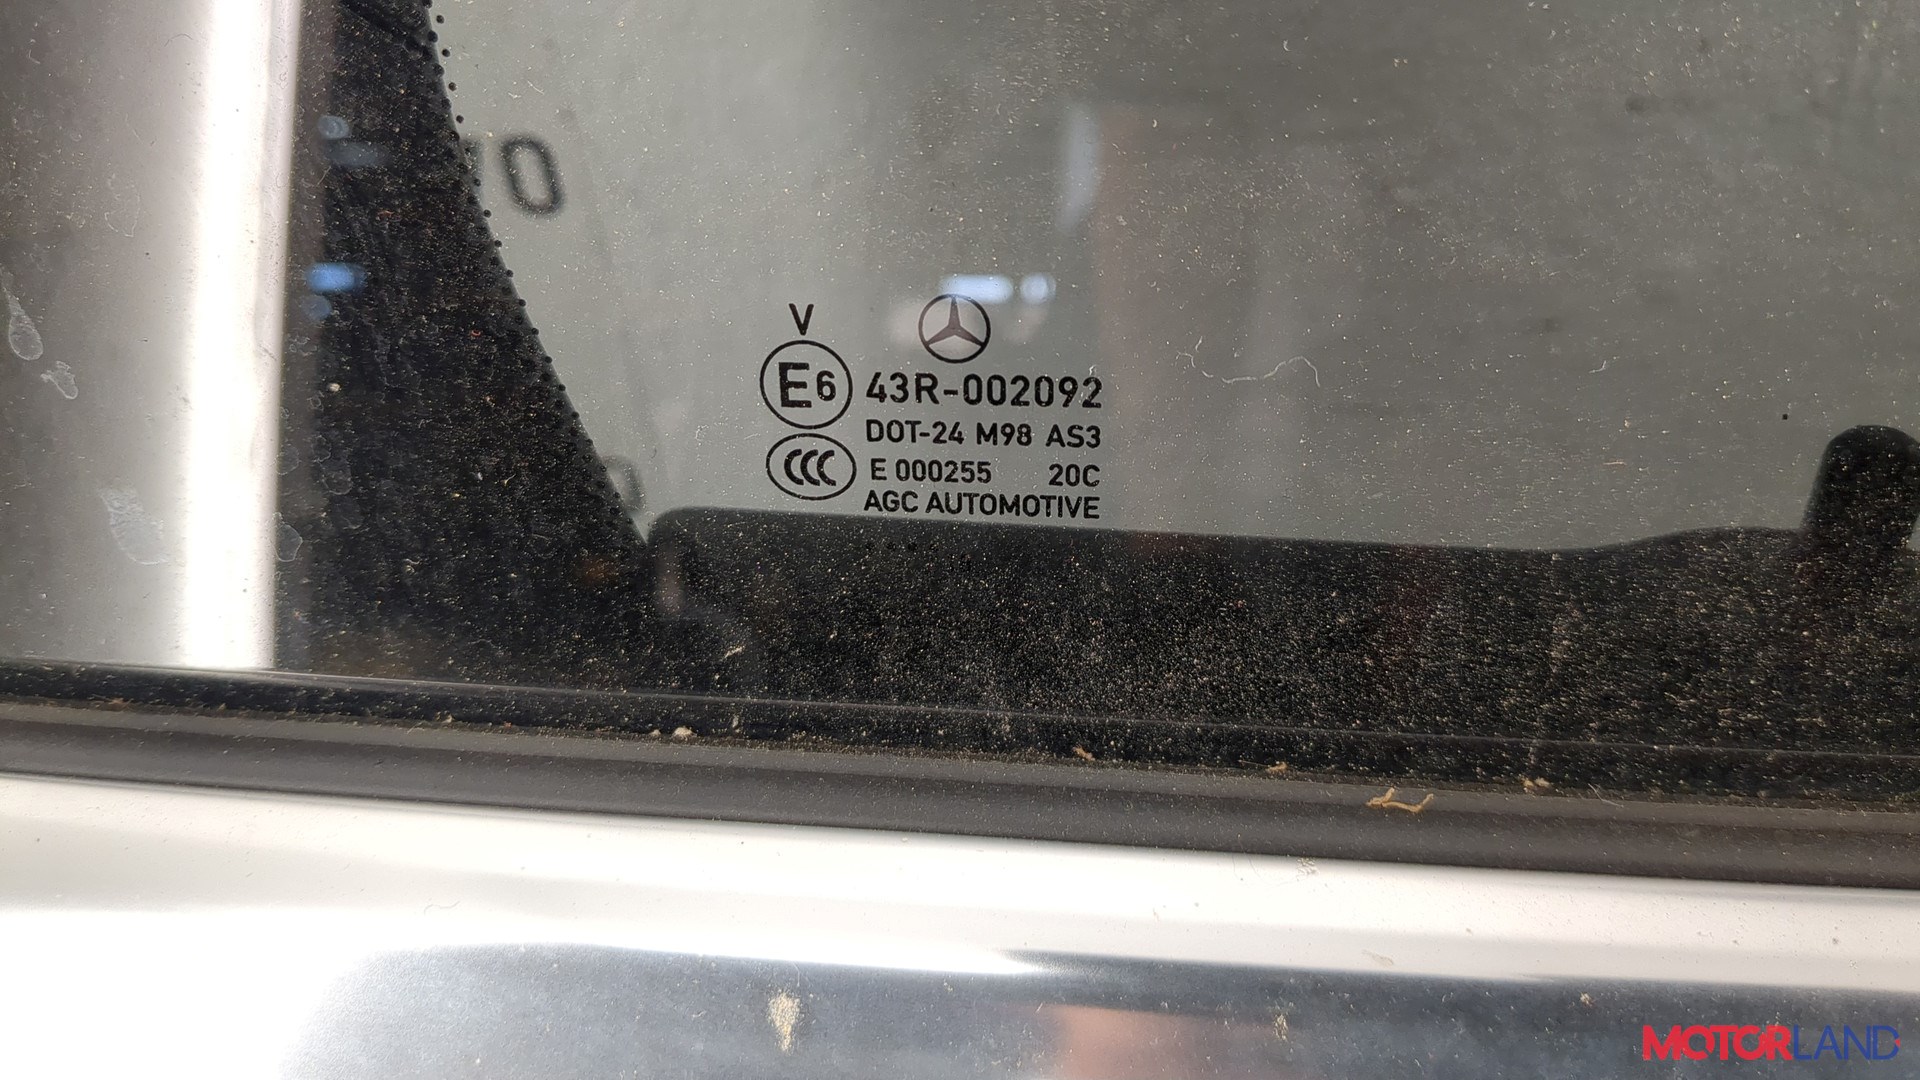 V
E6 43R-002092
DOT-24 M98 AS3
CCC E 000255 20C
AGC AUTOMOTIVE
MOTORLAND